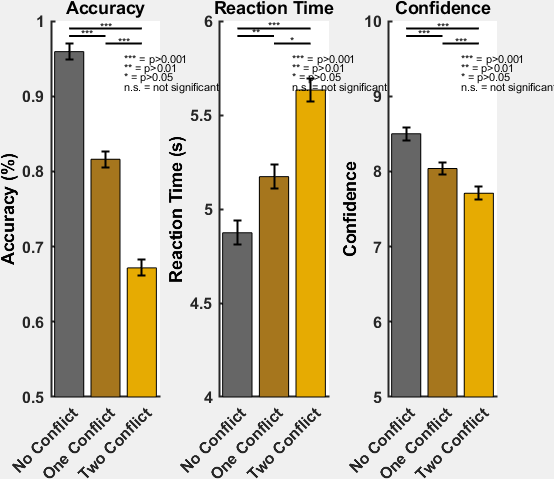 Accuracy
Accuracy (%)
1
0.9
0.8
0.7
0.6
0.5
***
***
***
*** = p>0.001
** = p>0.01
* = p>0.05
n.s. = not significant
No Conflict
One Conflict
Two Conflict
Reaction Time
Reaction Time (s)
6
5.5
5
4.5
4
***
**
*
*** = p>0.001
** = p>0.01
* = p>0.05
n.s. = not significant
No Conflict
One Conflict
Two Conflict
Confidence
Confidence
10
9
8
7
6
5
***
***
***
*** = p>0.001
** = p>0.01
* = p>0.05
n.s. = not significant
No Conflict
One Conflict
Two Conflict